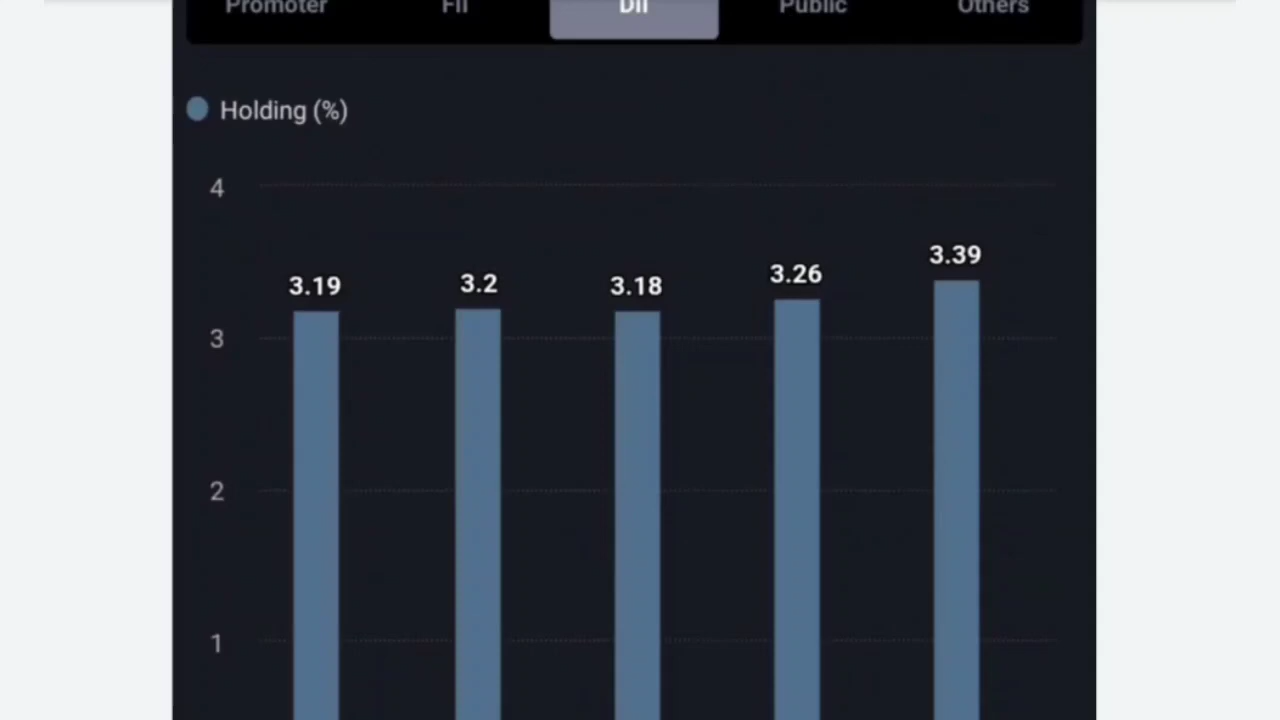 Promoter FII DII Public Others
Holding (%)
4
3.19 3.2 3.18 3.26 3.39
3
2
1